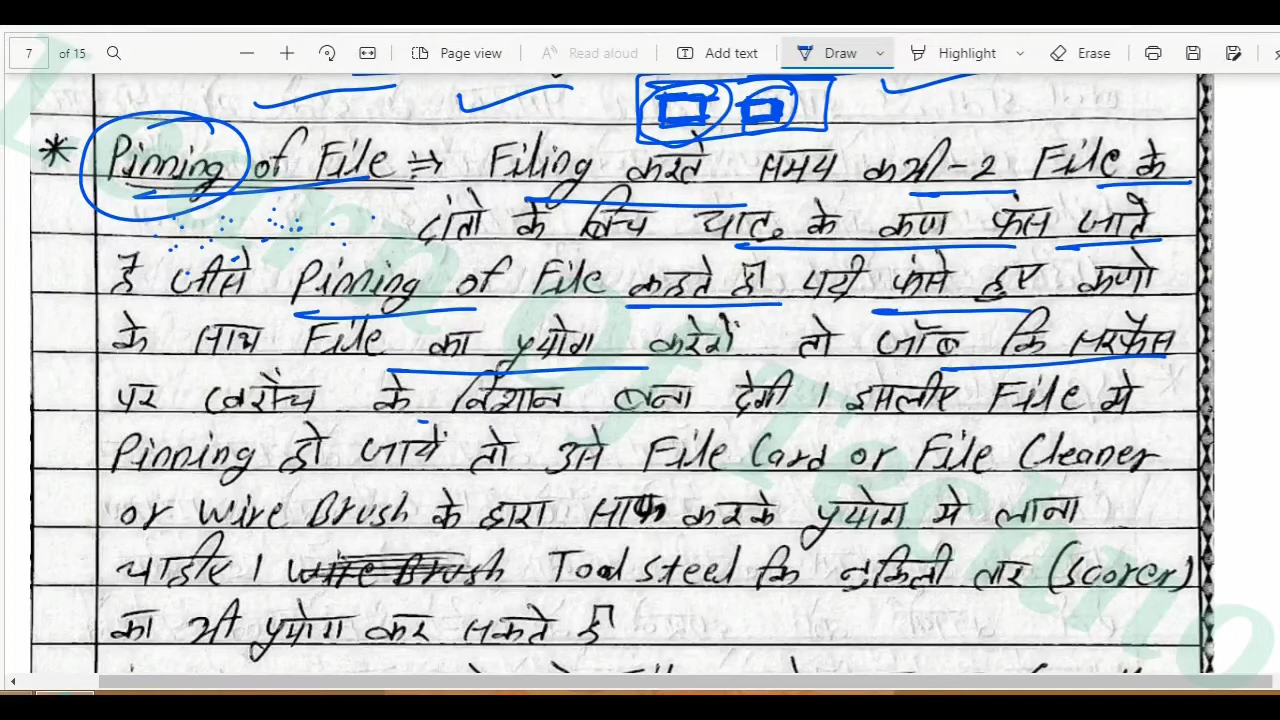 7 of 15 Page view Read aloud Add text Draw Highlight Erase
* Pinning of File ⇒ Filing करते समय कभी-2 File के
दांतो के बिच धातु के कण फंस जाते
है जीसे Pinning of File कहते है। यदी फंसे हुए कणो
के साथ File का प्रयोग करेगें तो जॉब कि सरफेस
पर खरोंच के निशान बना देगी। इसलीए File मे
Pinning हो जाये तो उसे File Card or File Cleaner
or Wire Brush के द्वारा साफ करके प्रयोग मे लाना
चाहीए। Wire Brush Tool steel कि नुकिली तार (Scorer)
का भी प्रयोग कर सकते है
Learn Of Techno